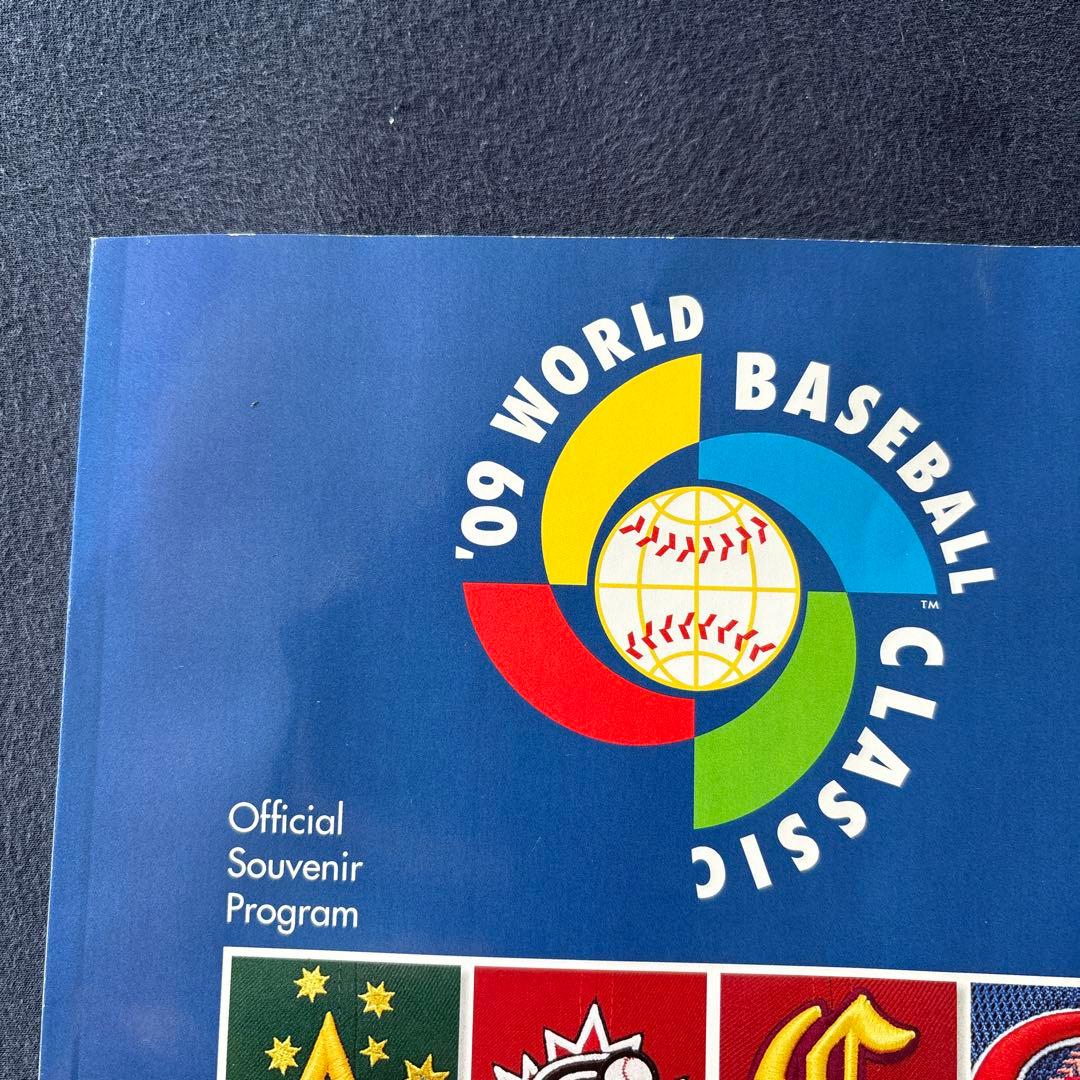 '09 WORLD BASEBALL CLASSIC
TM
Official
Souvenir
Program
A
C
C